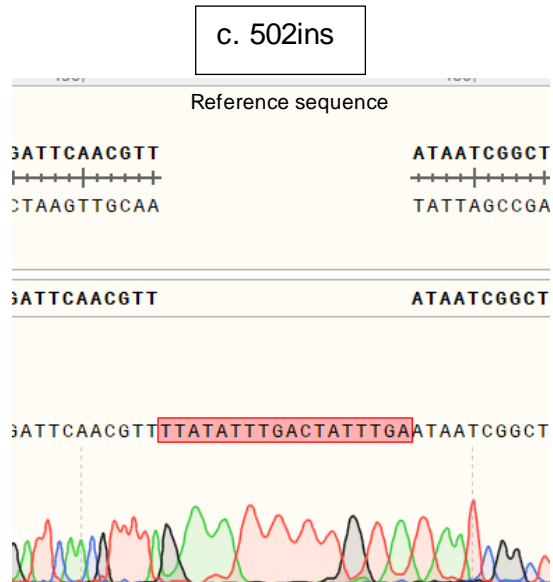 c. 502ins
Reference sequence
GATTCAACGTT ATAATCGGCT
CTAAGTTGCAA TATTAGCCGA
GATTCAACGTT ATAATCGGCT
GATTCAACGTTTTATATTTGACTATTTGAATAATCGGCT